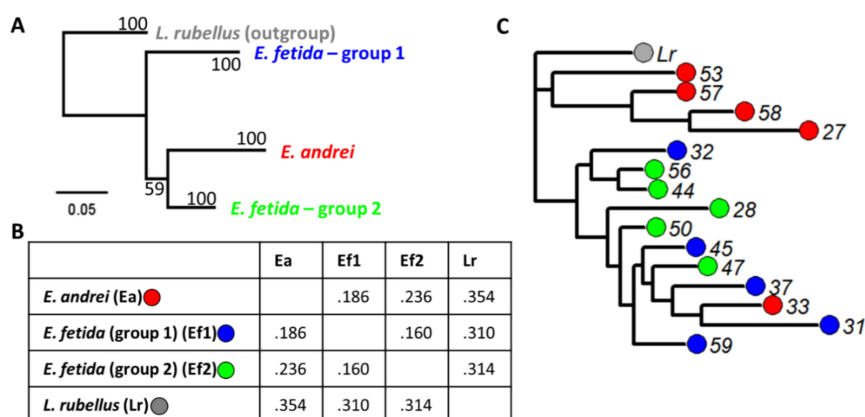 A
100
L. rubellus (outgroup)
E. fetida – group 1
100
100
E. andrei
59
100
E. fetida – group 2
0.05
B
Ea Ef1 Ef2 Lr
E. andrei (Ea) .186 .236 .354
E. fetida (group 1) (Ef1) .186 .160 .310
E. fetida (group 2) (Ef2) .236 .160 .314
L. rubellus (Lr) .354 .310 .314
C
Lr
53
57
58
27
32
56
44
28
50
45
47
37
33
31
59